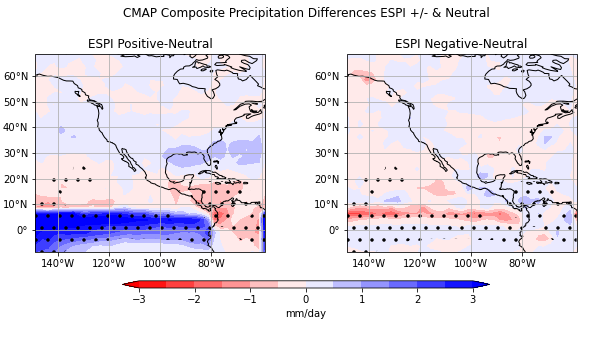 CMAP Composite Precipitation Differences ESPI +/- & Neutral
ESPI Positive-Neutral
60°N
50°N
40°N
30°N
20°N
10°N
0°
140°W 120°W 100°W 80°W
ESPI Negative-Neutral
60°N
50°N
40°N
30°N
20°N
10°N
0°
140°W 120°W 100°W 80°W
−3 −2 −1 0 1 2 3
mm/day